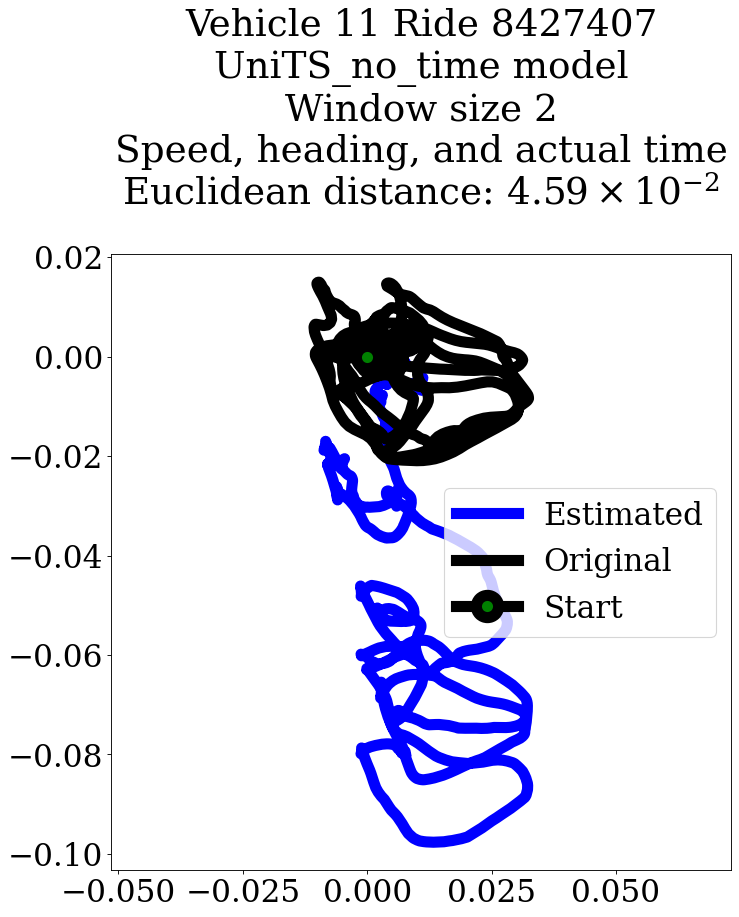 Vehicle 11 Ride 8427407
UniTS_no_time model
Window size 2
Speed, heading, and actual time
Euclidean distance: 4.59 × 10⁻²
0.02
0.00
−0.02
−0.04
−0.06
−0.08
−0.10
Estimated
Original
Start
−0.050 −0.025 0.000 0.025 0.050